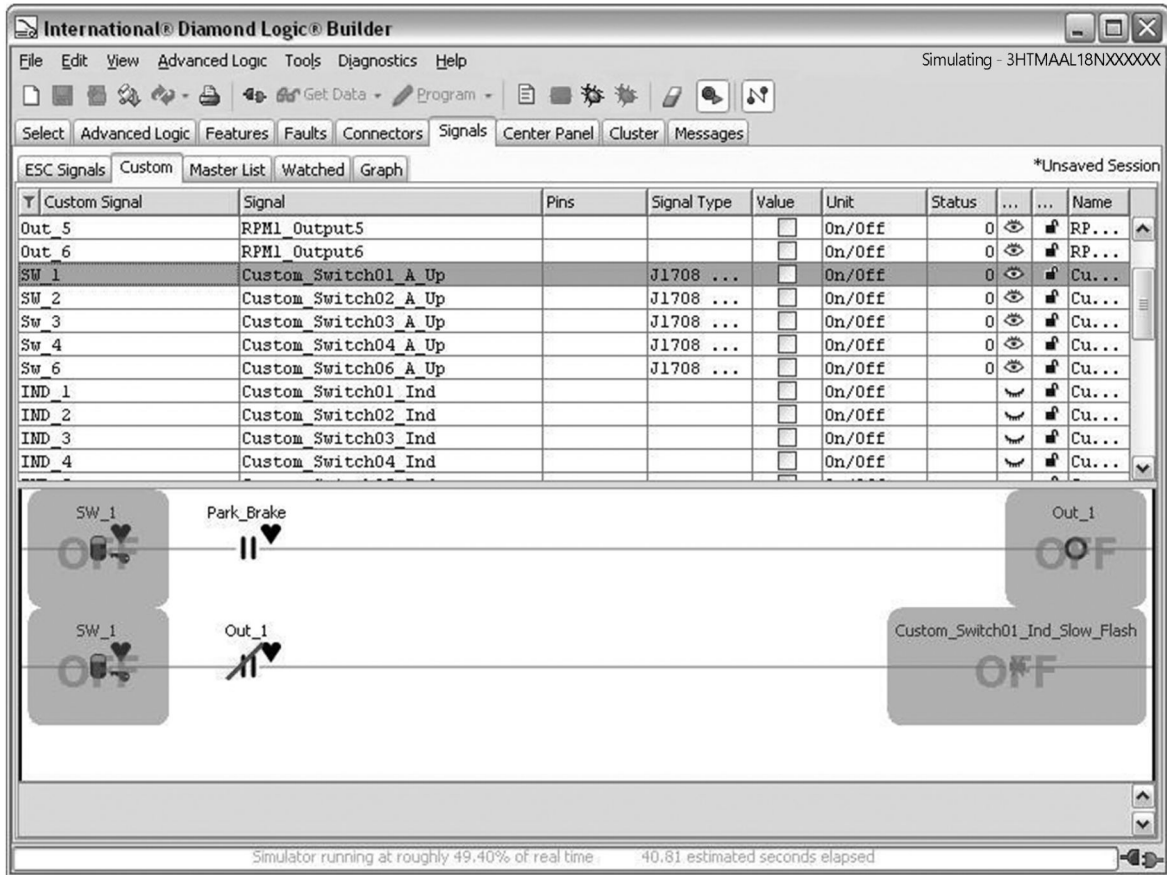 International® Diamond Logic® Builder
File Edit View Advanced Logic Tools Diagnostics Help
Simulating - 3HTMAAL18NXXXXXX
Get Data Program
Select Advanced Logic Features Faults Connectors Signals Center Panel Cluster Messages
ESC Signals Custom Master List Watched Graph
*Unsaved Session
Custom Signal Signal Pins Signal Type Value Unit Status ... ... Name
Out_5 RPM1_Output5 On/Off 0 RP...
Out_6 RPM1_Output6 On/Off 0 RP...
SW_1 Custom_Switch01_A_Up J1708 ... On/Off 0 Cu...
SW_2 Custom_Switch02_A_Up J1708 ... On/Off 0 Cu...
Sw_3 Custom_Switch03_A_Up J1708 ... On/Off 0 Cu...
Sw_4 Custom_Switch04_A_Up J1708 ... On/Off 0 Cu...
Sw_6 Custom_Switch06_A_Up J1708 ... On/Off 0 Cu...
IND_1 Custom_Switch01_Ind On/Off Cu...
IND_2 Custom_Switch02_Ind On/Off Cu...
IND_3 Custom_Switch03_Ind On/Off Cu...
IND_4 Custom_Switch04_Ind On/Off Cu...
SW_1 Park_Brake Out_1
OFF OFF
SW_1 Out_1 Custom_Switch01_Ind_Slow_Flash
OFF OFF
Simulator running at roughly 49.40% of real time 40.81 estimated seconds elapsed